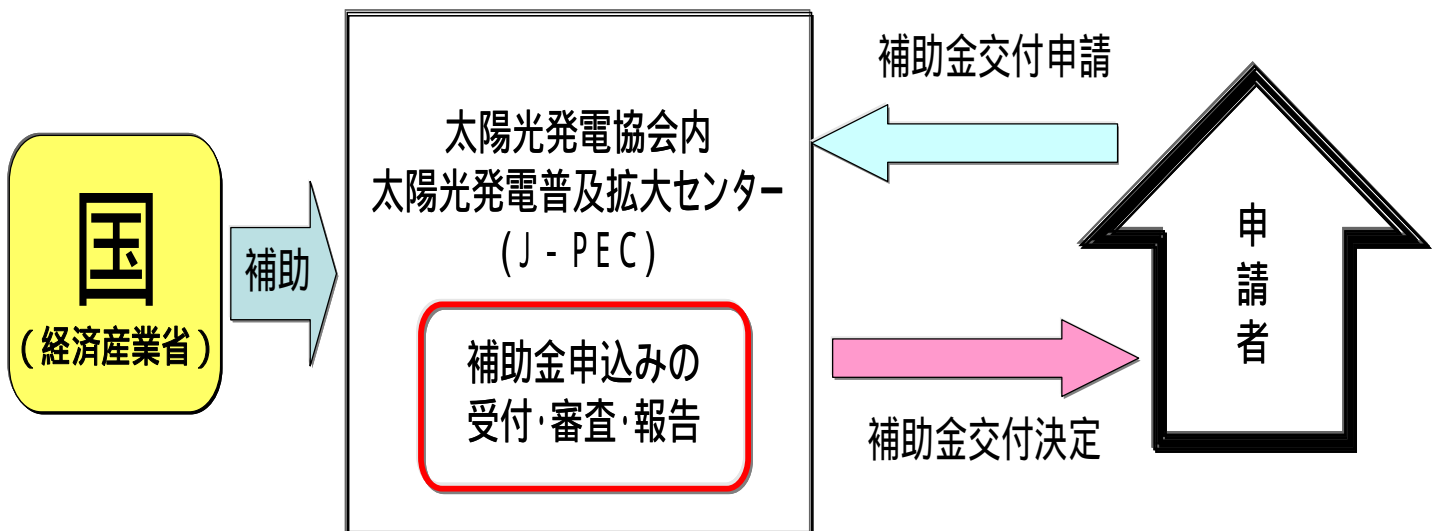 国
(経済産業省)
補助
太陽光発電協会内
太陽光発電普及拡大センター
(J-PEC)
補助金申込みの
受付・審査・報告
補助金交付申請
補助金交付決定
申請者